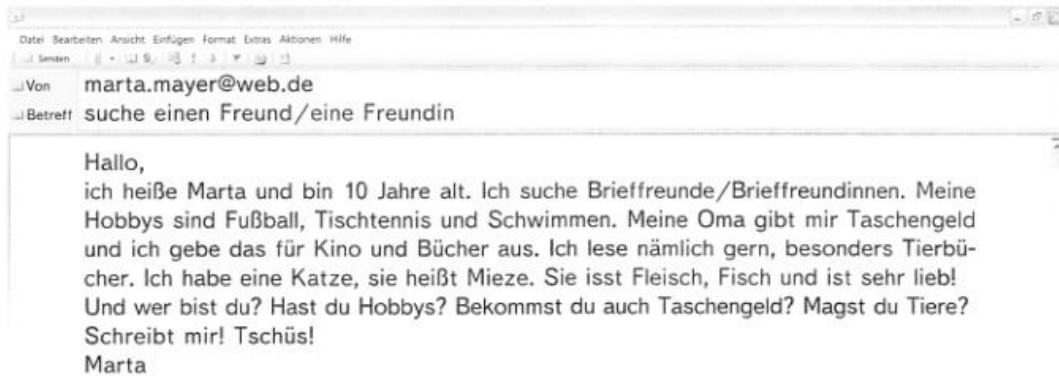 Datei Bearbeiten Ansicht Einfügen Format Extras Aktionen Hilfe
Senden
Von marta.mayer@web.de
Betreff suche einen Freund/eine Freundin
Hallo,
ich heiße Marta und bin 10 Jahre alt. Ich suche Brieffreunde/Brieffreundinnen. Meine
Hobbys sind Fußball, Tischtennis und Schwimmen. Meine Oma gibt mir Taschengeld
und ich gebe das für Kino und Bücher aus. Ich lese nämlich gern, besonders Tierbü-
cher. Ich habe eine Katze, sie heißt Mieze. Sie isst Fleisch, Fisch und ist sehr lieb!
Und wer bist du? Hast du Hobbys? Bekommst du auch Taschengeld? Magst du Tiere?
Schreibt mir! Tschüs!
Marta